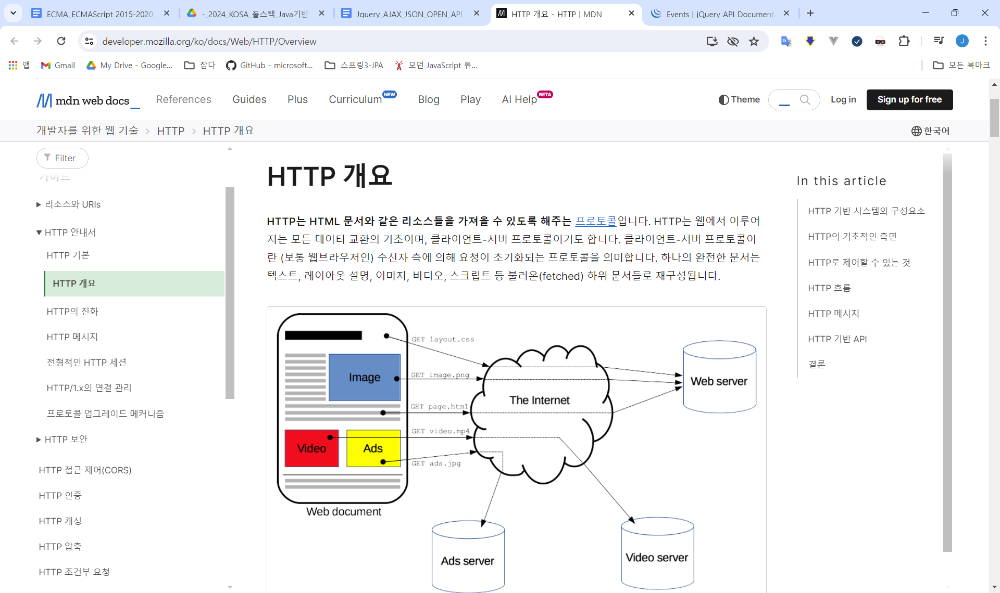 ECMA_ECMAScript 2015-2020_
-_2024_KOSA_풀스택_Java기반
Jquery_AJAX_JSON_OPEN_API_
HTTP 개요 - HTTP | MDN
Events | jQuery API Document
developer.mozilla.org/ko/docs/Web/HTTP/Overview
J
앱
Gmail
My Drive - Google...
잡다
GitHub - microsoft...
스프링3-JPA
모던 JavaScript 튜...
모든 북마크
mdn web docs_
References
Guides
Plus
Curriculum NEW
Blog
Play
AI Help BETA
Theme
Log in
Sign up for free
개발자를 위한 웹 기술 > HTTP > HTTP 개요
한국어
Filter
가이드
리소스와 URIs
HTTP 안내서
HTTP 기본
HTTP 개요
HTTP의 진화
HTTP 메시지
전형적인 HTTP 세션
HTTP/1.x의 연결 관리
프로토콜 업그레이드 메커니즘
HTTP 보안
HTTP 접근 제어(CORS)
HTTP 인증
HTTP 캐싱
HTTP 압축
HTTP 조건부 요청
HTTP 개요
HTTP는 HTML 문서와 같은 리소스들을 가져올 수 있도록 해주는 프로토콜입니다. HTTP는 웹에서 이루어
지는 모든 데이터 교환의 기초이며, 클라이언트-서버 프로토콜이기도 합니다. 클라이언트-서버 프로토콜이
란 (보통 웹브라우저인) 수신자 측에 의해 요청이 초기화되는 프로토콜을 의미합니다. 하나의 완전한 문서는
텍스트, 레이아웃 설명, 이미지, 비디오, 스크립트 등 불러온(fetched) 하위 문서들로 재구성됩니다.
GET layout.css
Image
GET image.png
Web server
The Internet
GET page.html
GET video.mp4
Video
Ads
GET ads.jpg
Web document
Ads server
Video server
In this article
HTTP 기반 시스템의 구성요소
HTTP의 기초적인 측면
HTTP로 제어할 수 있는 것
HTTP 흐름
HTTP 메시지
HTTP 기반 API
결론